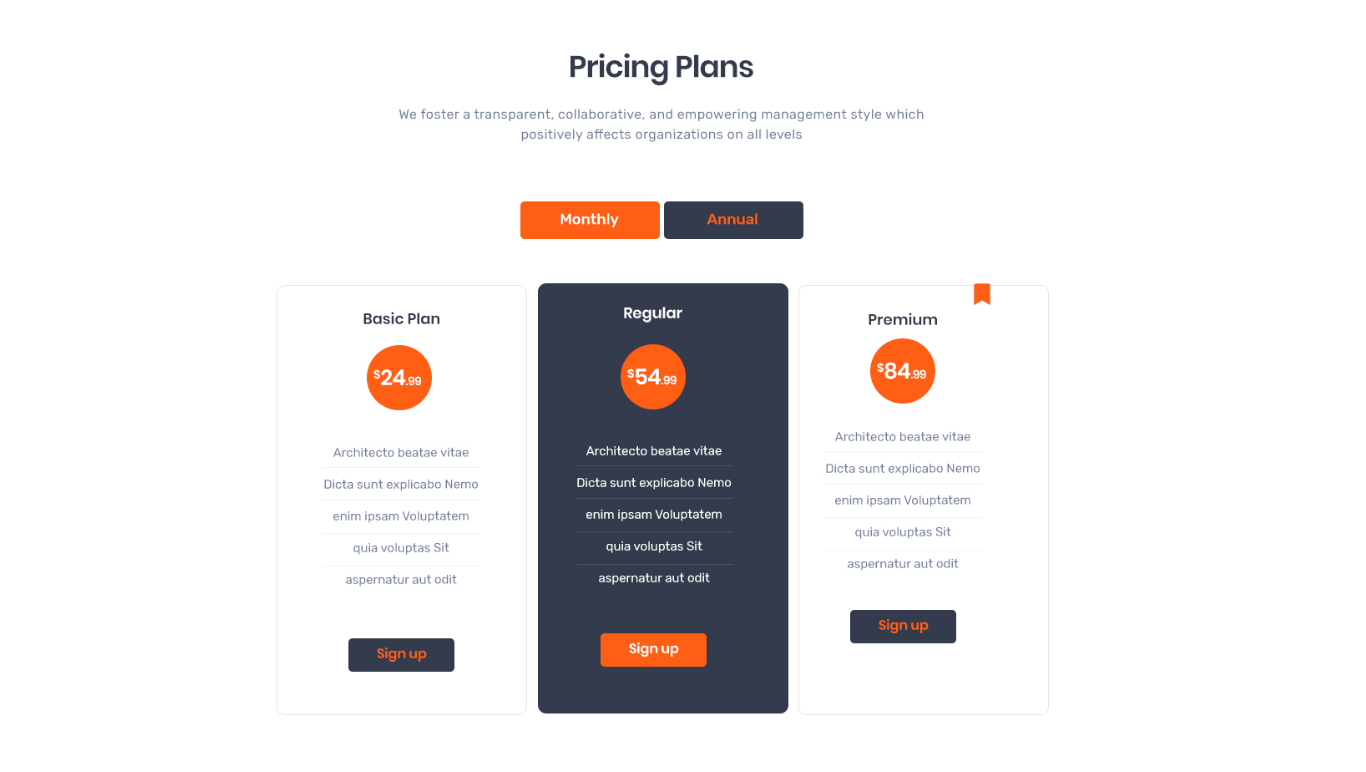 Pricing Plans
We foster a transparent, collaborative, and empowering management style which
positively affects organizations on all levels
Monthly
Annual
Basic Plan
$24.99
Architecto beatae vitae
Dicta sunt explicabo Nemo
enim ipsam Voluptatem
quia voluptas Sit
aspernatur aut odit
Sign up
Regular
$54.99
Architecto beatae vitae
Dicta sunt explicabo Nemo
enim ipsam Voluptatem
quia voluptas Sit
aspernatur aut odit
Sign up
Premium
$84.99
Architecto beatae vitae
Dicta sunt explicabo Nemo
enim ipsam Voluptatem
quia voluptas Sit
aspernatur aut odit
Sign up